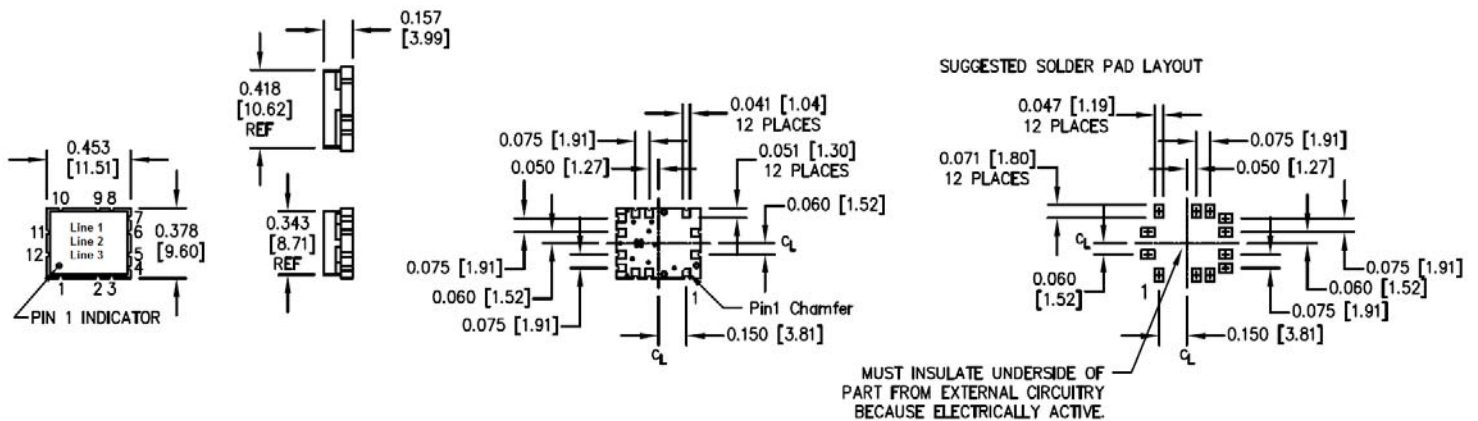 0.157
[3.99]
0.418
[10.62]
REF
0.453
[11.51]
10 9 8
7
11 6
12 5
4
1 2 3
Line 1
Line 2
Line 3
0.378
[9.60]
PIN 1 INDICATOR
0.343
[8.71]
REF
0.041 [1.04]
12 PLACES
0.075 [1.91]
0.051 [1.30]
12 PLACES
0.050 [1.27]
0.060 [1.52]
CL
0.075 [1.91]
0.060 [1.52]
0.075 [1.91]
1
Pin1 Chamfer
0.150 [3.81]
CL
SUGGESTED SOLDER PAD LAYOUT
0.047 [1.19]
12 PLACES
0.075 [1.91]
0.071 [1.80]
12 PLACES
0.050 [1.27]
CL
0.060
[1.52]
1
0.075 [1.91]
0.060 [1.52]
0.075 [1.91]
0.150 [3.81]
CL
MUST INSULATE UNDERSIDE OF
PART FROM EXTERNAL CIRCUITRY
BECAUSE ELECTRICALLY ACTIVE.